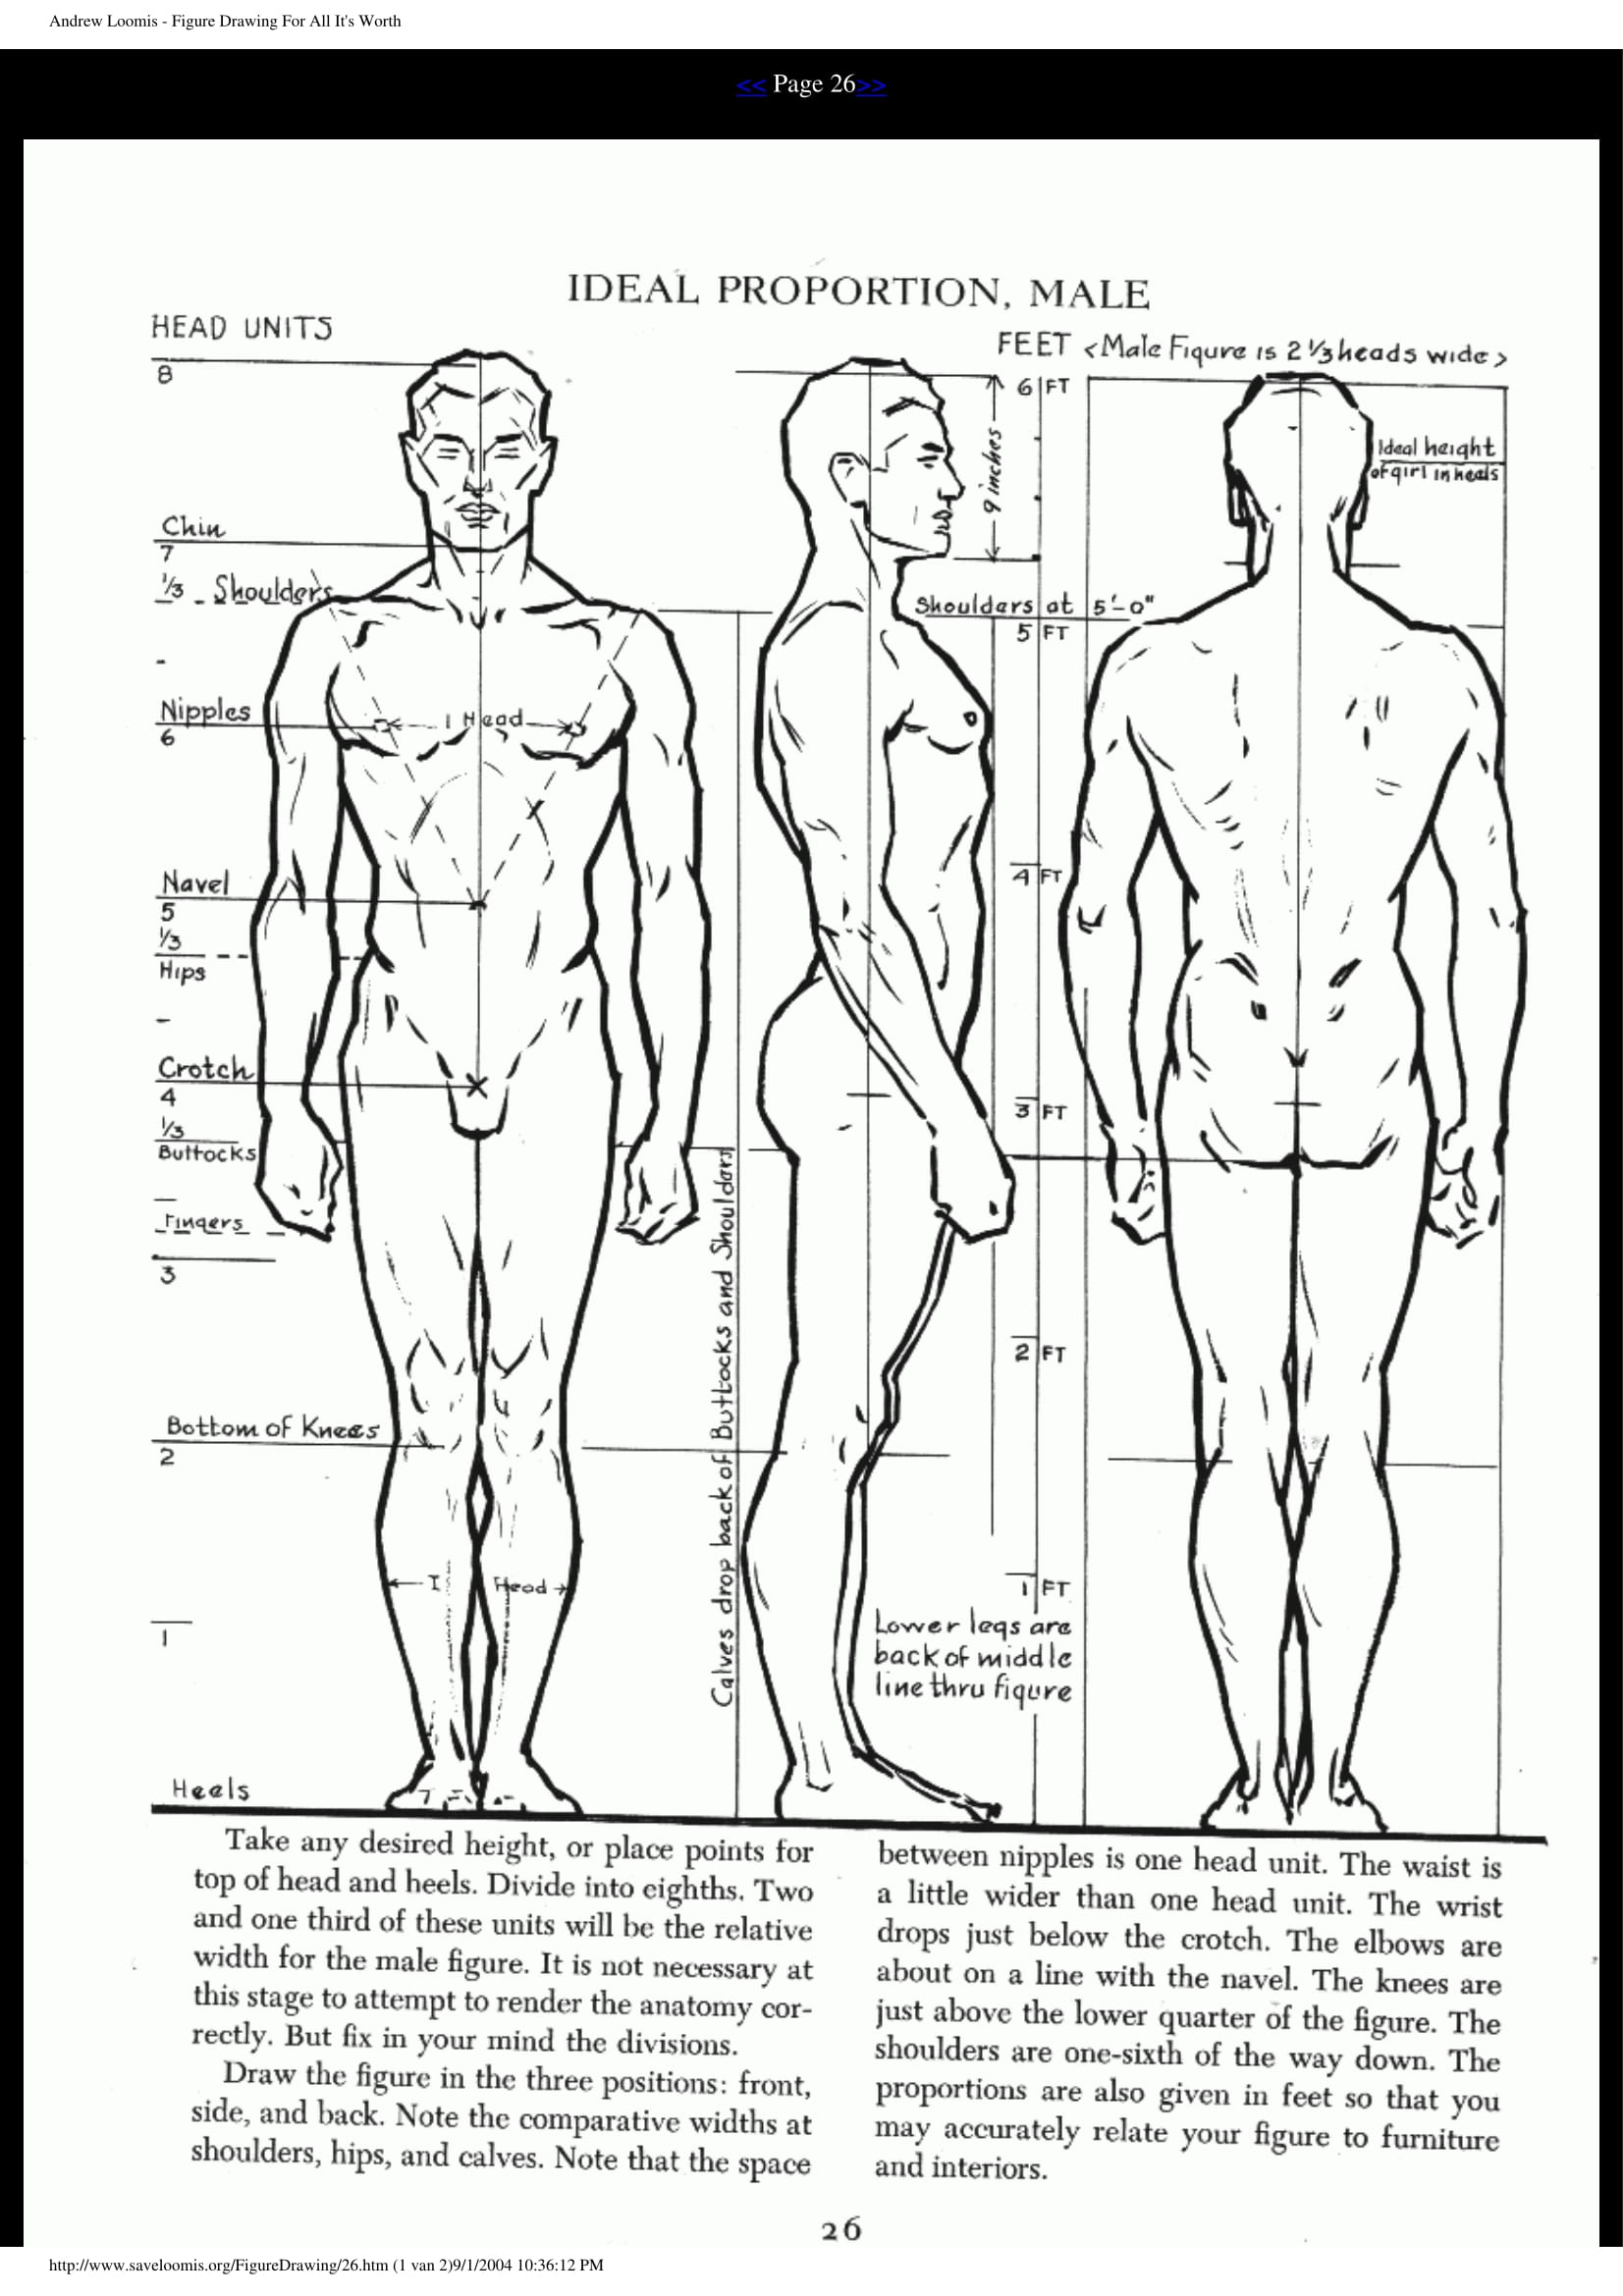 Andrew Loomis - Figure Drawing For All It's Worth
<< Page 26>>
IDEAL PROPORTION, MALE
HEAD UNITS
FEET <Male Figure is 2 1/3 heads wide>
8
6 FT
9 inches
Ideal height
of girl in heels
Chin
7
1/3 Shoulders
Shoulders at 5'-0"
5 FT
Nipples
6
1 Head
4 FT
Navel
5
1/3
Hips
Crotch
4
3 FT
1/3
Buttocks
Fingers
3
2 FT
Bottom of Knees
2
Calves drop back of Buttocks and Shoulders
1 Head
1 FT
1
Lower legs are
back of middle
line thru figure
Heels
Take any desired height, or place points for
top of head and heels. Divide into eighths. Two
and one third of these units will be the relative
width for the male figure. It is not necessary at
this stage to attempt to render the anatomy cor-
rectly. But fix in your mind the divisions.
Draw the figure in the three positions: front,
side, and back. Note the comparative widths at
shoulders, hips, and calves. Note that the space
between nipples is one head unit. The waist is
a little wider than one head unit. The wrist
drops just below the crotch. The elbows are
about on a line with the navel. The knees are
just above the lower quarter of the figure. The
shoulders are one-sixth of the way down. The
proportions are also given in feet so that you
may accurately relate your figure to furniture
and interiors.
26
http://www.saveloomis.org/FigureDrawing/26.htm (1 van 2)9/1/2004 10:36:12 PM